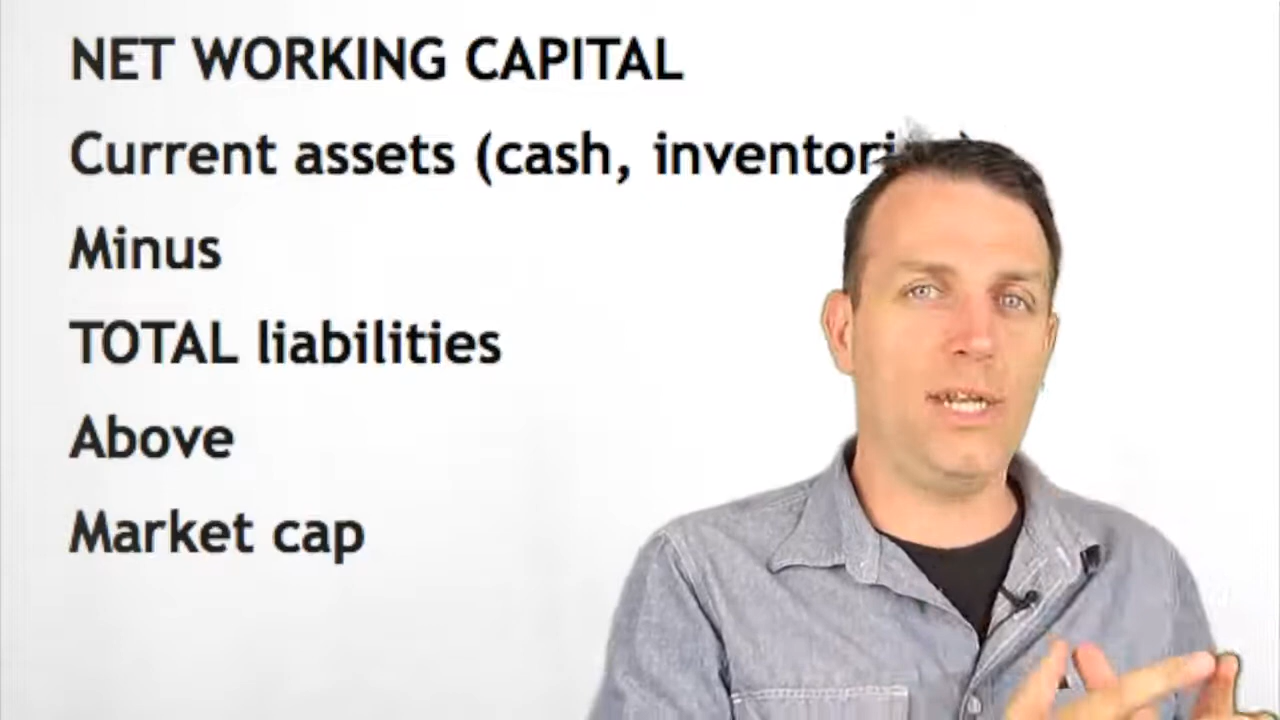 NET WORKING CAPITAL
Current assets (cash,
Minus
TOTAL liabilities
Above
Market cap